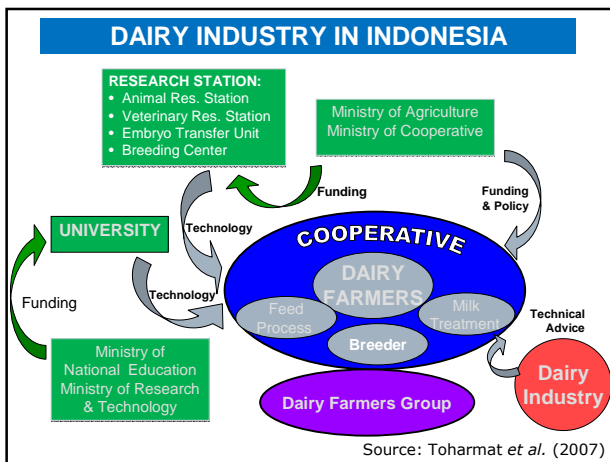 DAIRY INDUSTRY IN INDONESIA
RESEARCH STATION:
• Animal Res. Station
• Veterinary Res. Station
• Embryo Transfer Unit
• Breeding Center
Ministry of Agriculture
Ministry of Cooperative
Funding
Funding
& Policy
UNIVERSITY
Technology
COOPERATIVE
DAIRY
FARMERS
Funding
Technology
Feed
Process
Milk
Treatment
Breeder
Technical
Advice
Ministry of
National Education
Ministry of Research
& Technology
Dairy Farmers Group
Dairy
Industry
Source: Toharmat et al. (2007)